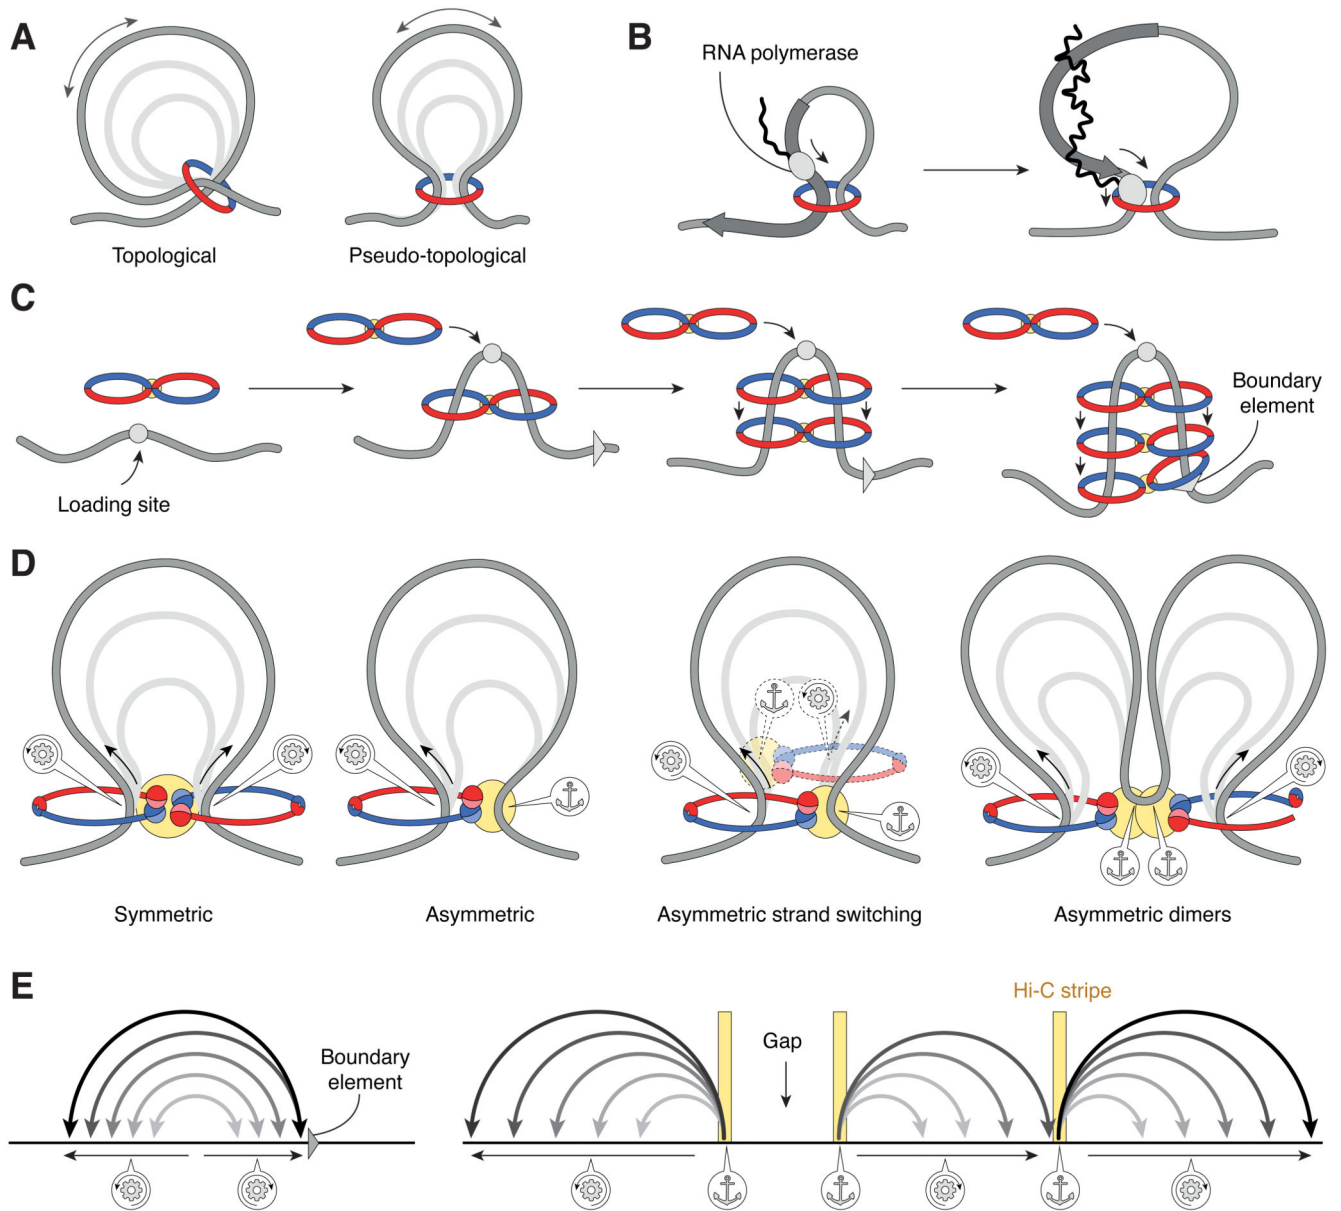 A
B
RNA polymerase
Topological
Pseudo-topological
C
Loading site
Boundary
element
D
Symmetric
Asymmetric
Asymmetric strand switching
Asymmetric dimers
E
Boundary
element
Gap
Hi-C stripe